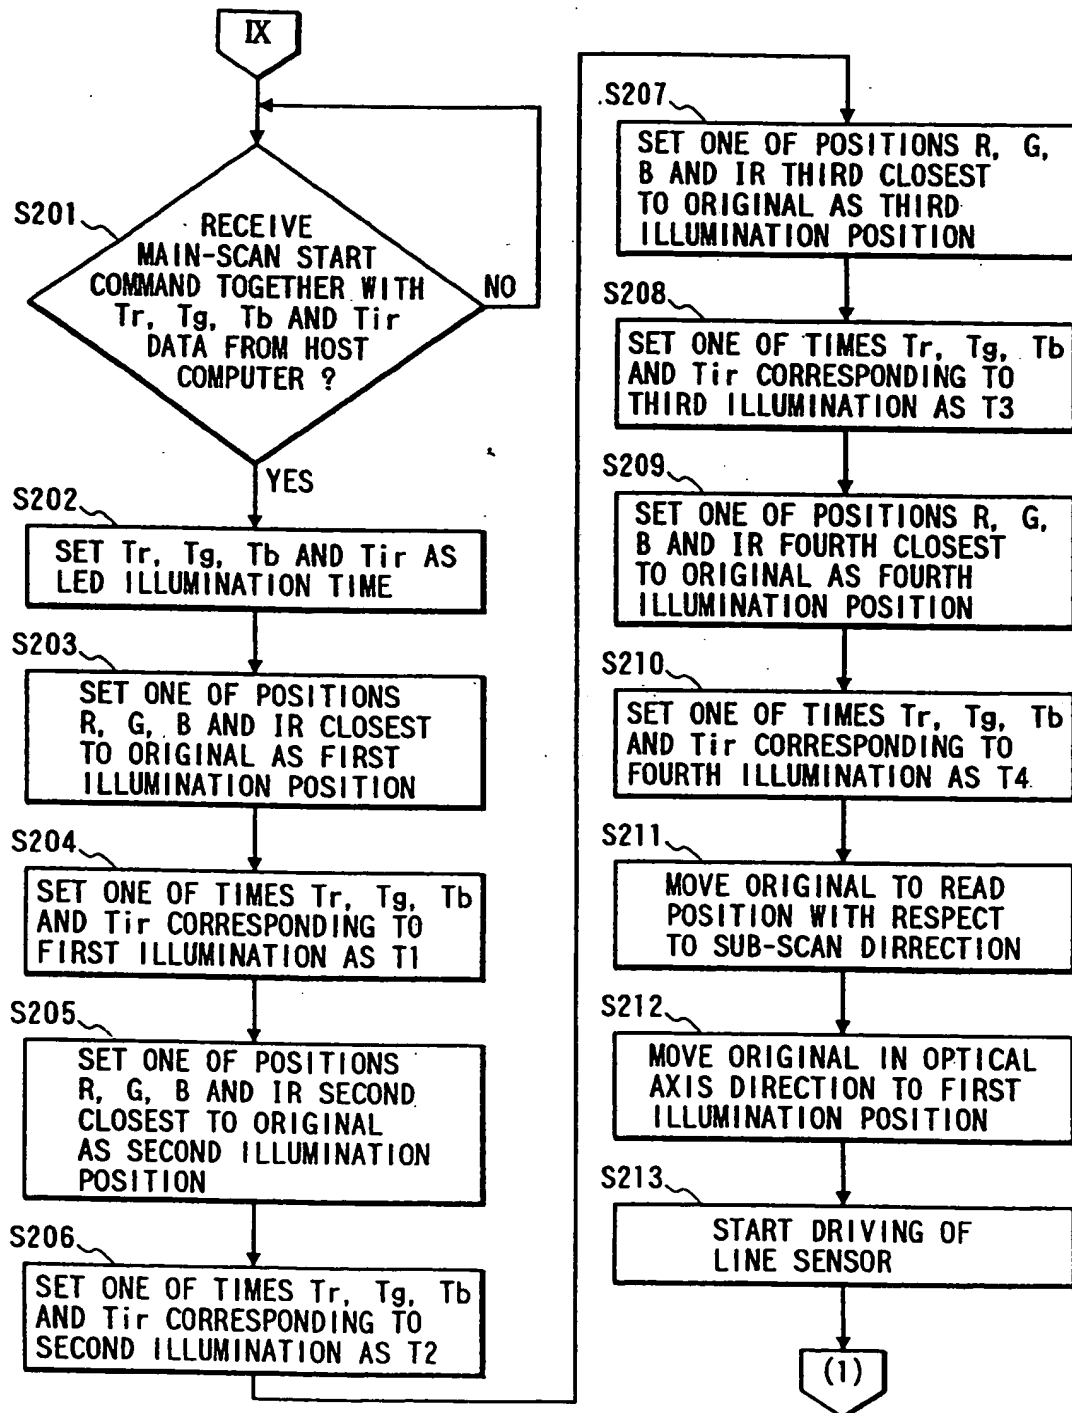 IX
S201
RECEIVE
MAIN-SCAN START
COMMAND TOGETHER WITH
Tr, Tg, Tb AND Tir
DATA FROM HOST
COMPUTER ?
NO
YES
S202
SET Tr, Tg, Tb AND Tir AS
LED ILLUMINATION TIME
S203
SET ONE OF POSITIONS
R, G, B AND IR CLOSEST
TO ORIGINAL AS FIRST
ILLUMINATION POSITION
S204
SET ONE OF TIMES Tr, Tg, Tb
AND Tir CORRESPONDING TO
FIRST ILLUMINATION AS T1
S205
SET ONE OF POSITIONS
R, G, B AND IR SECOND
CLOSEST TO ORIGINAL
AS SECOND ILLUMINATION
POSITION
S206
SET ONE OF TIMES Tr, Tg, Tb
AND Tir CORRESPONDING TO
SECOND ILLUMINATION AS T2
S207
SET ONE OF POSITIONS R, G,
B AND IR THIRD CLOSEST
TO ORIGINAL AS THIRD
ILLUMINATION POSITION
S208
SET ONE OF TIMES Tr, Tg, Tb
AND Tir CORRESPONDING TO
THIRD ILLUMINATION AS T3
S209
SET ONE OF POSITIONS R, G,
B AND IR FOURTH CLOSEST
TO ORIGINAL AS FOURTH
ILLUMINATION POSITION
S210
SET ONE OF TIMES Tr, Tg, Tb
AND Tir CORRESPONDING TO
FOURTH ILLUMINATION AS T4
S211
MOVE ORIGINAL TO READ
POSITION WITH RESPECT
TO SUB-SCAN DIRRECTION
S212
MOVE ORIGINAL IN OPTICAL
AXIS DIRECTION TO FIRST
ILLUMINATION POSITION
S213
START DRIVING OF
LINE SENSOR
(1)